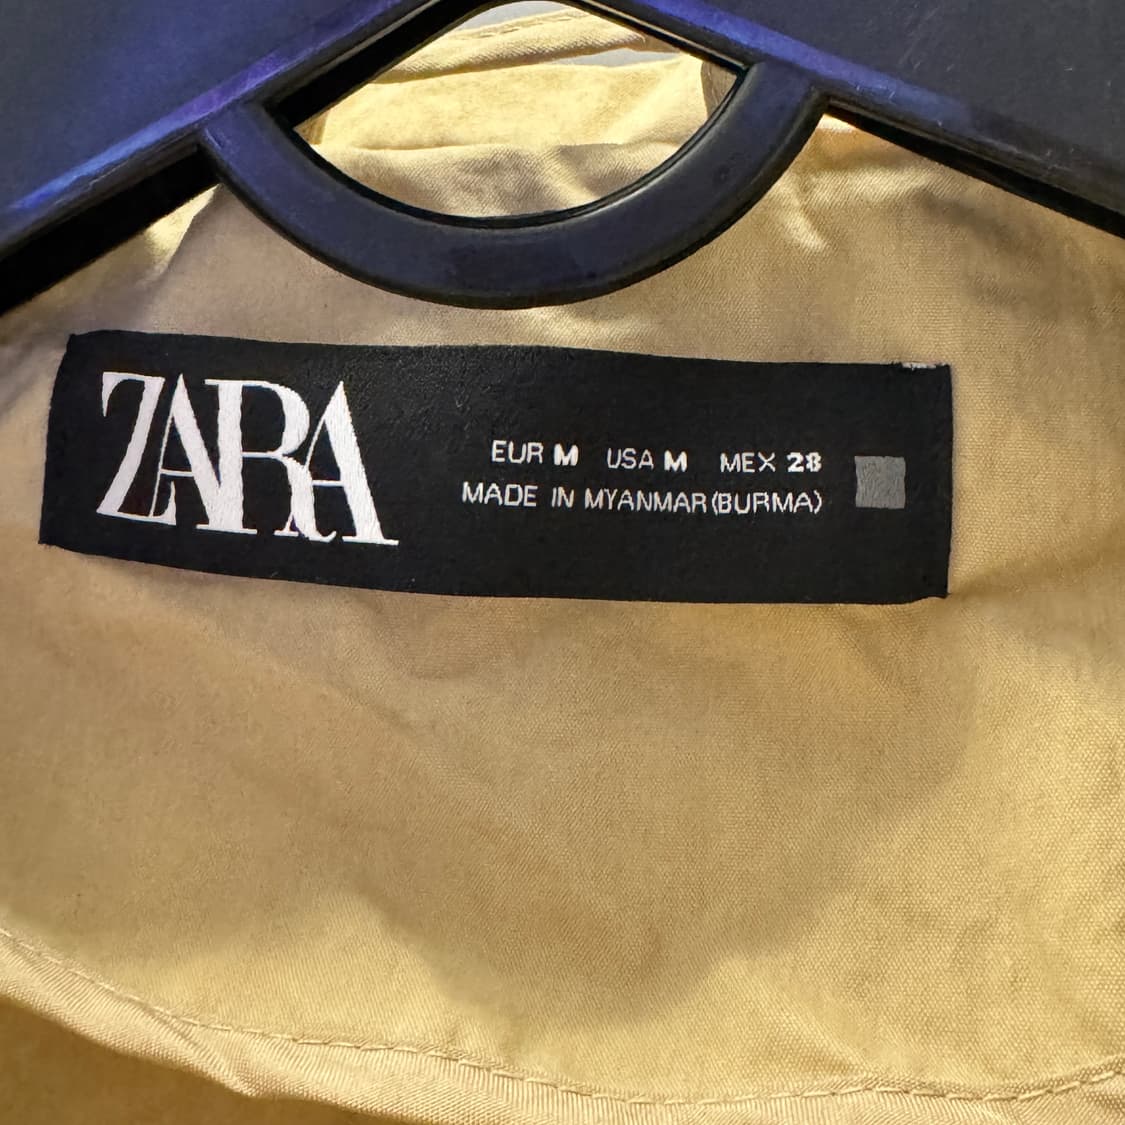 ZARA
EUR M USA M MEX 28
MADE IN MYANMAR (BURMA)